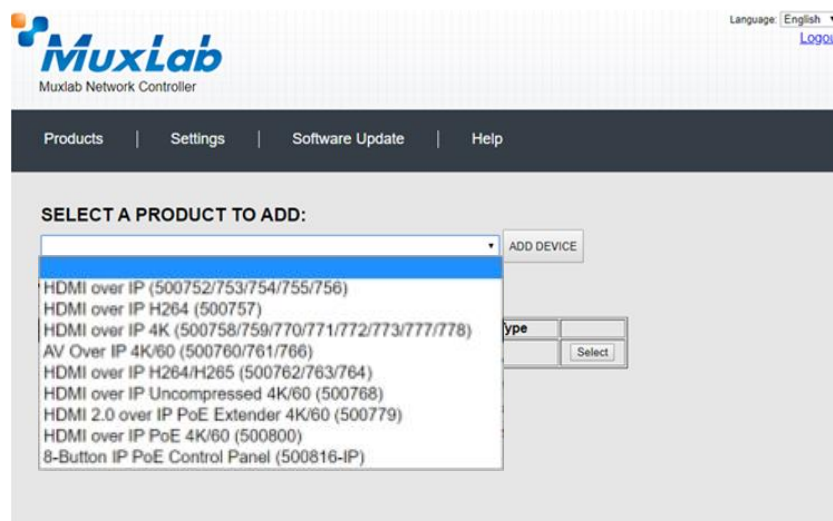 Language: English
Logou
MuxLab
Muxlab Network Controller
Products | Settings | Software Update | Help
SELECT A PRODUCT TO ADD:
ADD DEVICE
HDMI over IP (500752/753/754/755/756)
HDMI over IP H264 (500757)
HDMI over IP 4K (500758/759/770/771/772/773/777/778)
ype
AV Over IP 4K/60 (500760/761/766)
Select
HDMI over IP H264/H265 (500762/763/764)
HDMI over IP Uncompressed 4K/60 (500768)
HDMI 2.0 over IP PoE Extender 4K/60 (500779)
HDMI over IP PoE 4K/60 (500800)
8-Button IP PoE Control Panel (500816-IP)